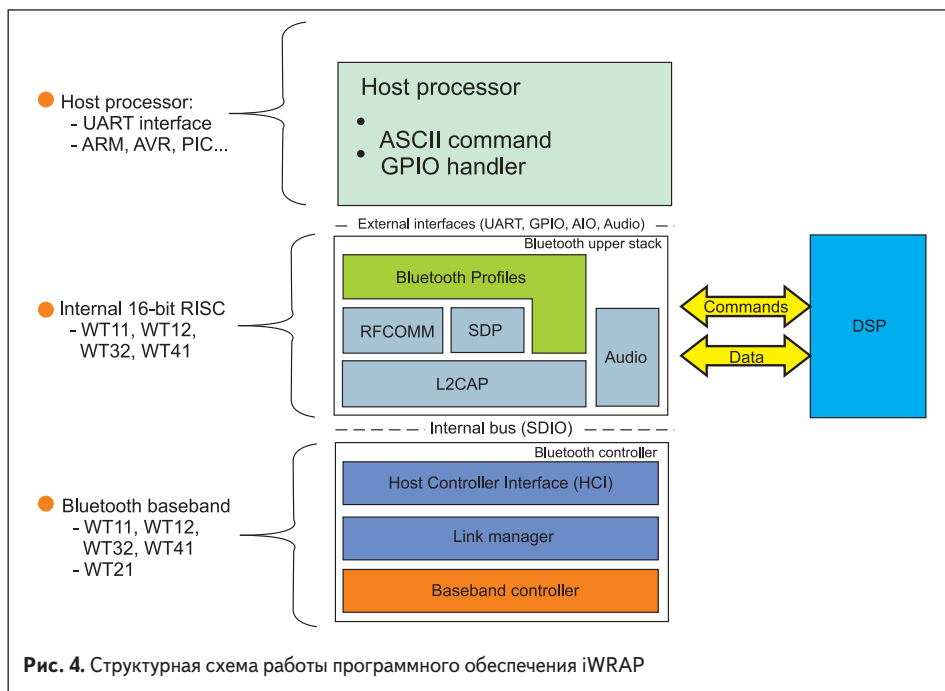 Host processor:
- UART interface
- ARM, AVR, PIC...
Host processor
• ASCII command
• GPIO handler
External interfaces (UART, GPIO, AIO, Audio)
Bluetooth upper stack
Internal 16-bit RISC
- WT11, WT12,
WT32, WT41
Bluetooth Profiles
RFCOMM
SDP
Audio
L2CAP
Commands
Data
DSP
Internal bus (SDIO)
Bluetooth controller
Bluetooth baseband
- WT11, WT12,
WT32, WT41
- WT21
Host Controller Interface (HCI)
Link manager
Baseband controller
Рис. 4. Структурная схема работы программного обеспечения iWRAP